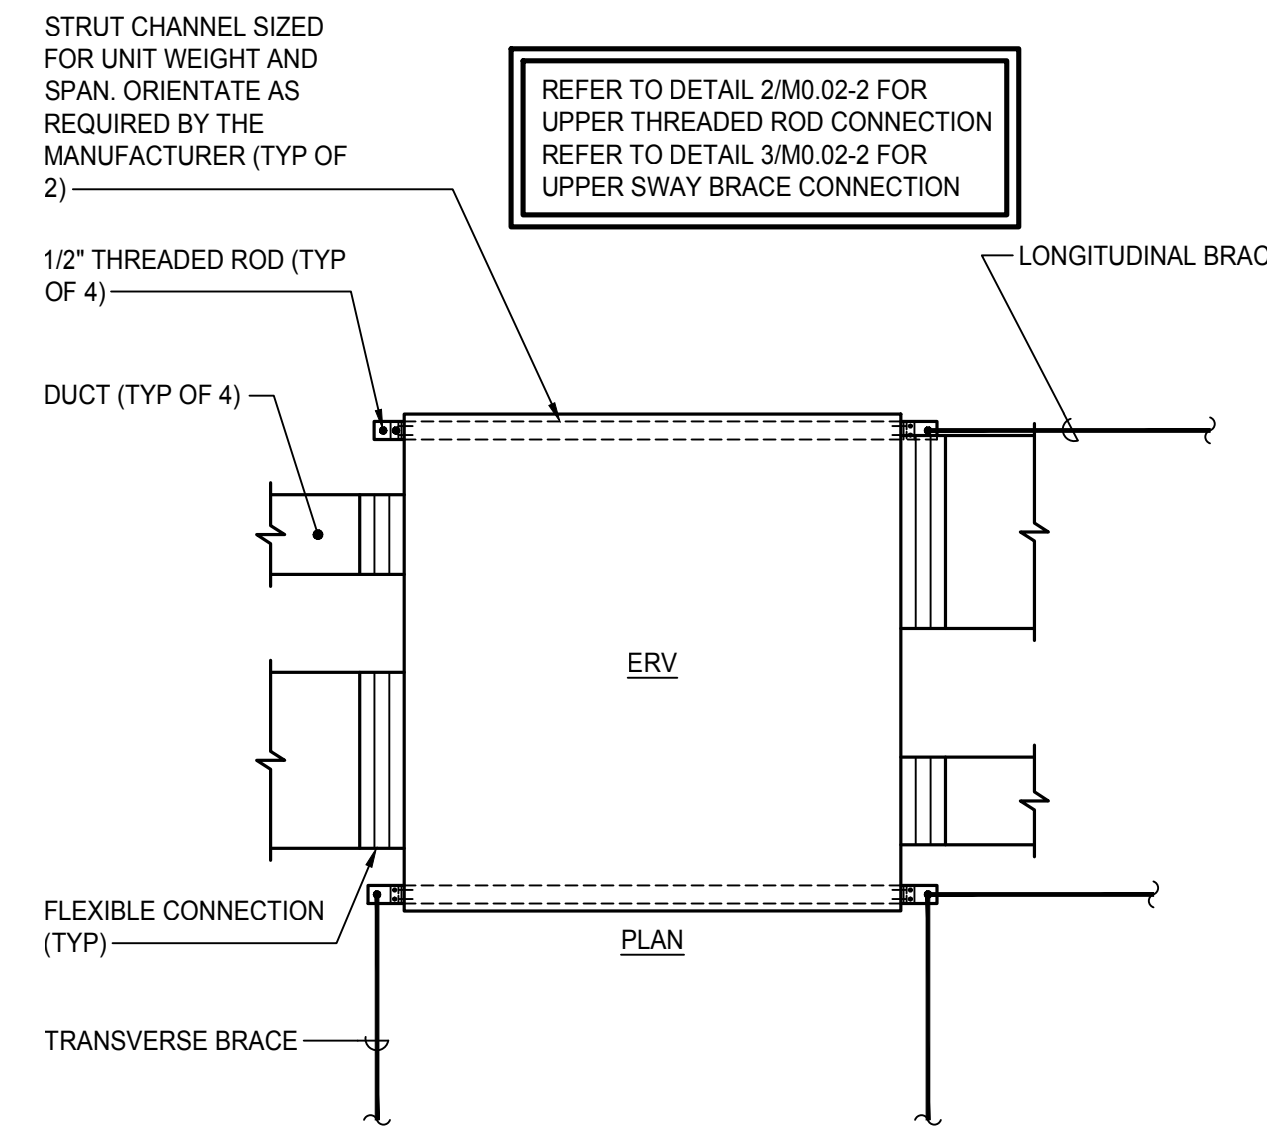 STRUT CHANNEL SIZED
FOR UNIT WEIGHT AND
SPAN. ORIENTATE AS
REQUIRED BY THE
MANUFACTURER (TYP OF
2)
REFER TO DETAIL 2/M0.02-2 FOR
UPPER THREADED ROD CONNECTION
REFER TO DETAIL 3/M0.02-2 FOR
UPPER SWAY BRACE CONNECTION
1/2" THREADED ROD (TYP
OF 4)
LONGITUDINAL BRAC
DUCT (TYP OF 4)
ERV
FLEXIBLE CONNECTION
(TYP)
PLAN
TRANSVERSE BRACE